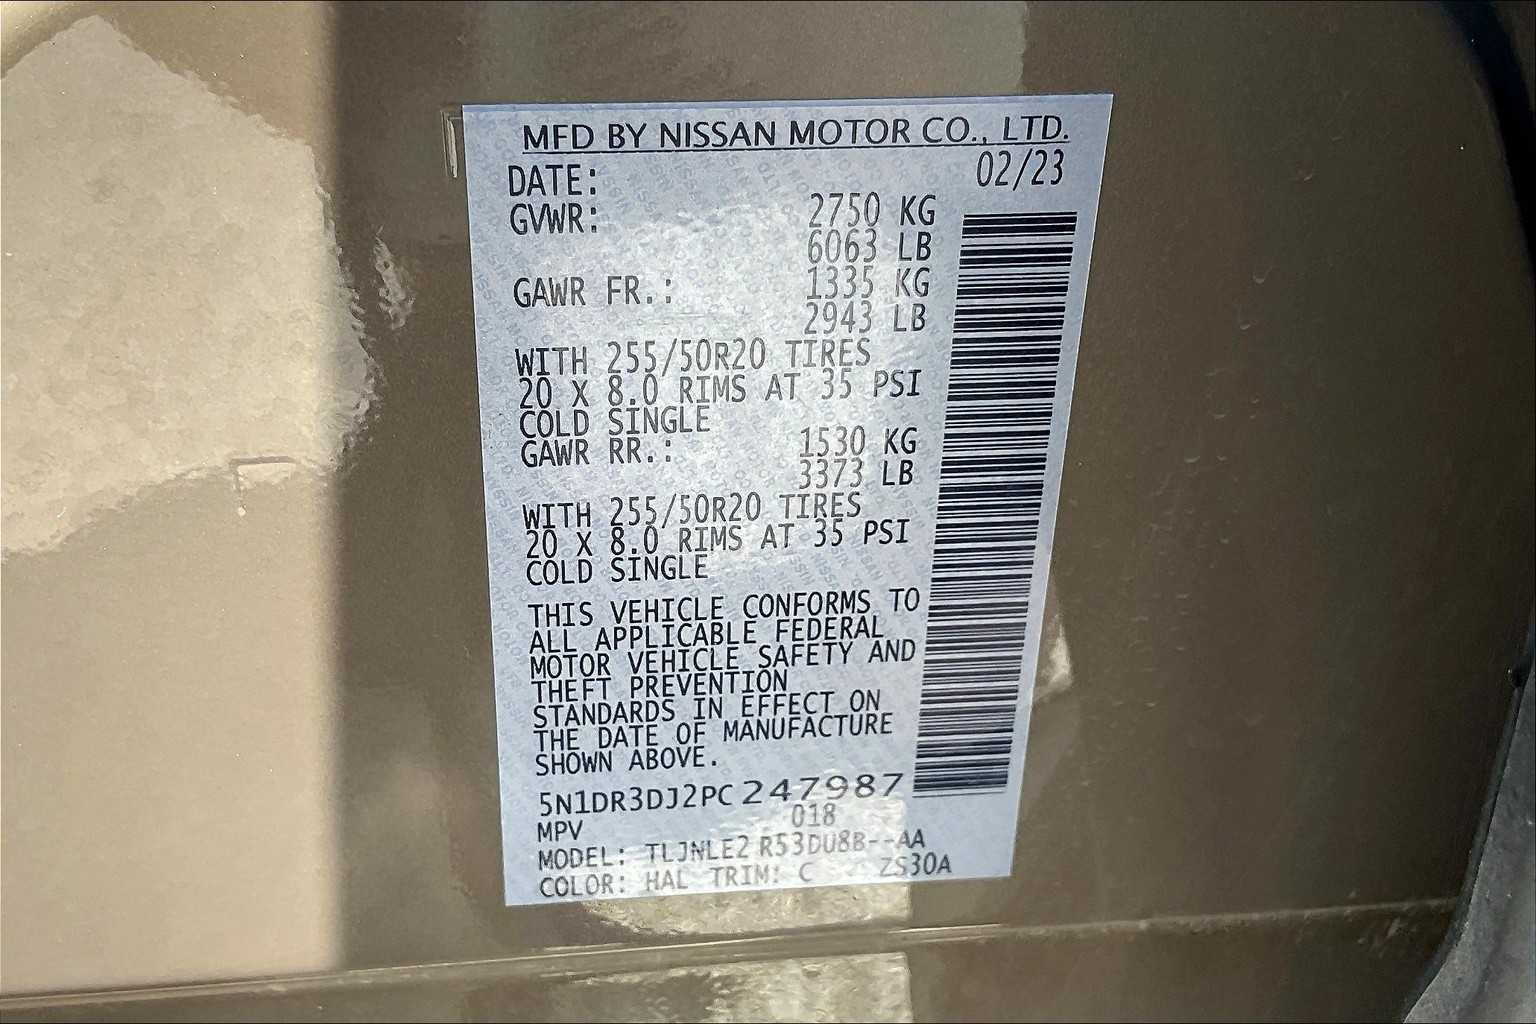 MFD BY NISSAN MOTOR CO., LTD.
DATE: 02/23
GVWR: 2750 KG
6063 LB
GAWR FR.: 1335 KG
2943 LB
WITH 255/50R20 TIRES
20 X 8.0 RIMS AT 35 PSI
COLD SINGLE
GAWR RR.: 1530 KG
3373 LB
WITH 255/50R20 TIRES
20 X 8.0 RIMS AT 35 PSI
COLD SINGLE
THIS VEHICLE CONFORMS TO
ALL APPLICABLE FEDERAL
MOTOR VEHICLE SAFETY AND
THEFT PREVENTION
STANDARDS IN EFFECT ON
THE DATE OF MANUFACTURE
SHOWN ABOVE.
5N1DR3DJ2PC247987
MPV 018
MODEL: TLJNLE2 R53DU8B--AA
COLOR: HAL TRIM: C ZS30A